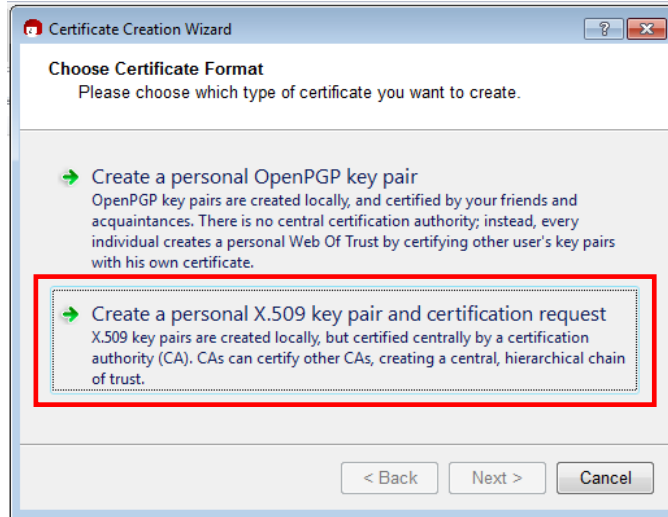 Certificate Creation Wizard
Choose Certificate Format
Please choose which type of certificate you want to create.
Create a personal OpenPGP key pair
OpenPGP key pairs are created locally, and certified by your friends and
acquaintances. There is no central certification authority; instead, every
individual creates a personal Web Of Trust by certifying other user's key pairs
with his own certificate.
Create a personal X.509 key pair and certification request
X.509 key pairs are created locally, but certified centrally by a certification
authority (CA). CAs can certify other CAs, creating a central, hierarchical chain
of trust.
< Back Next > Cancel